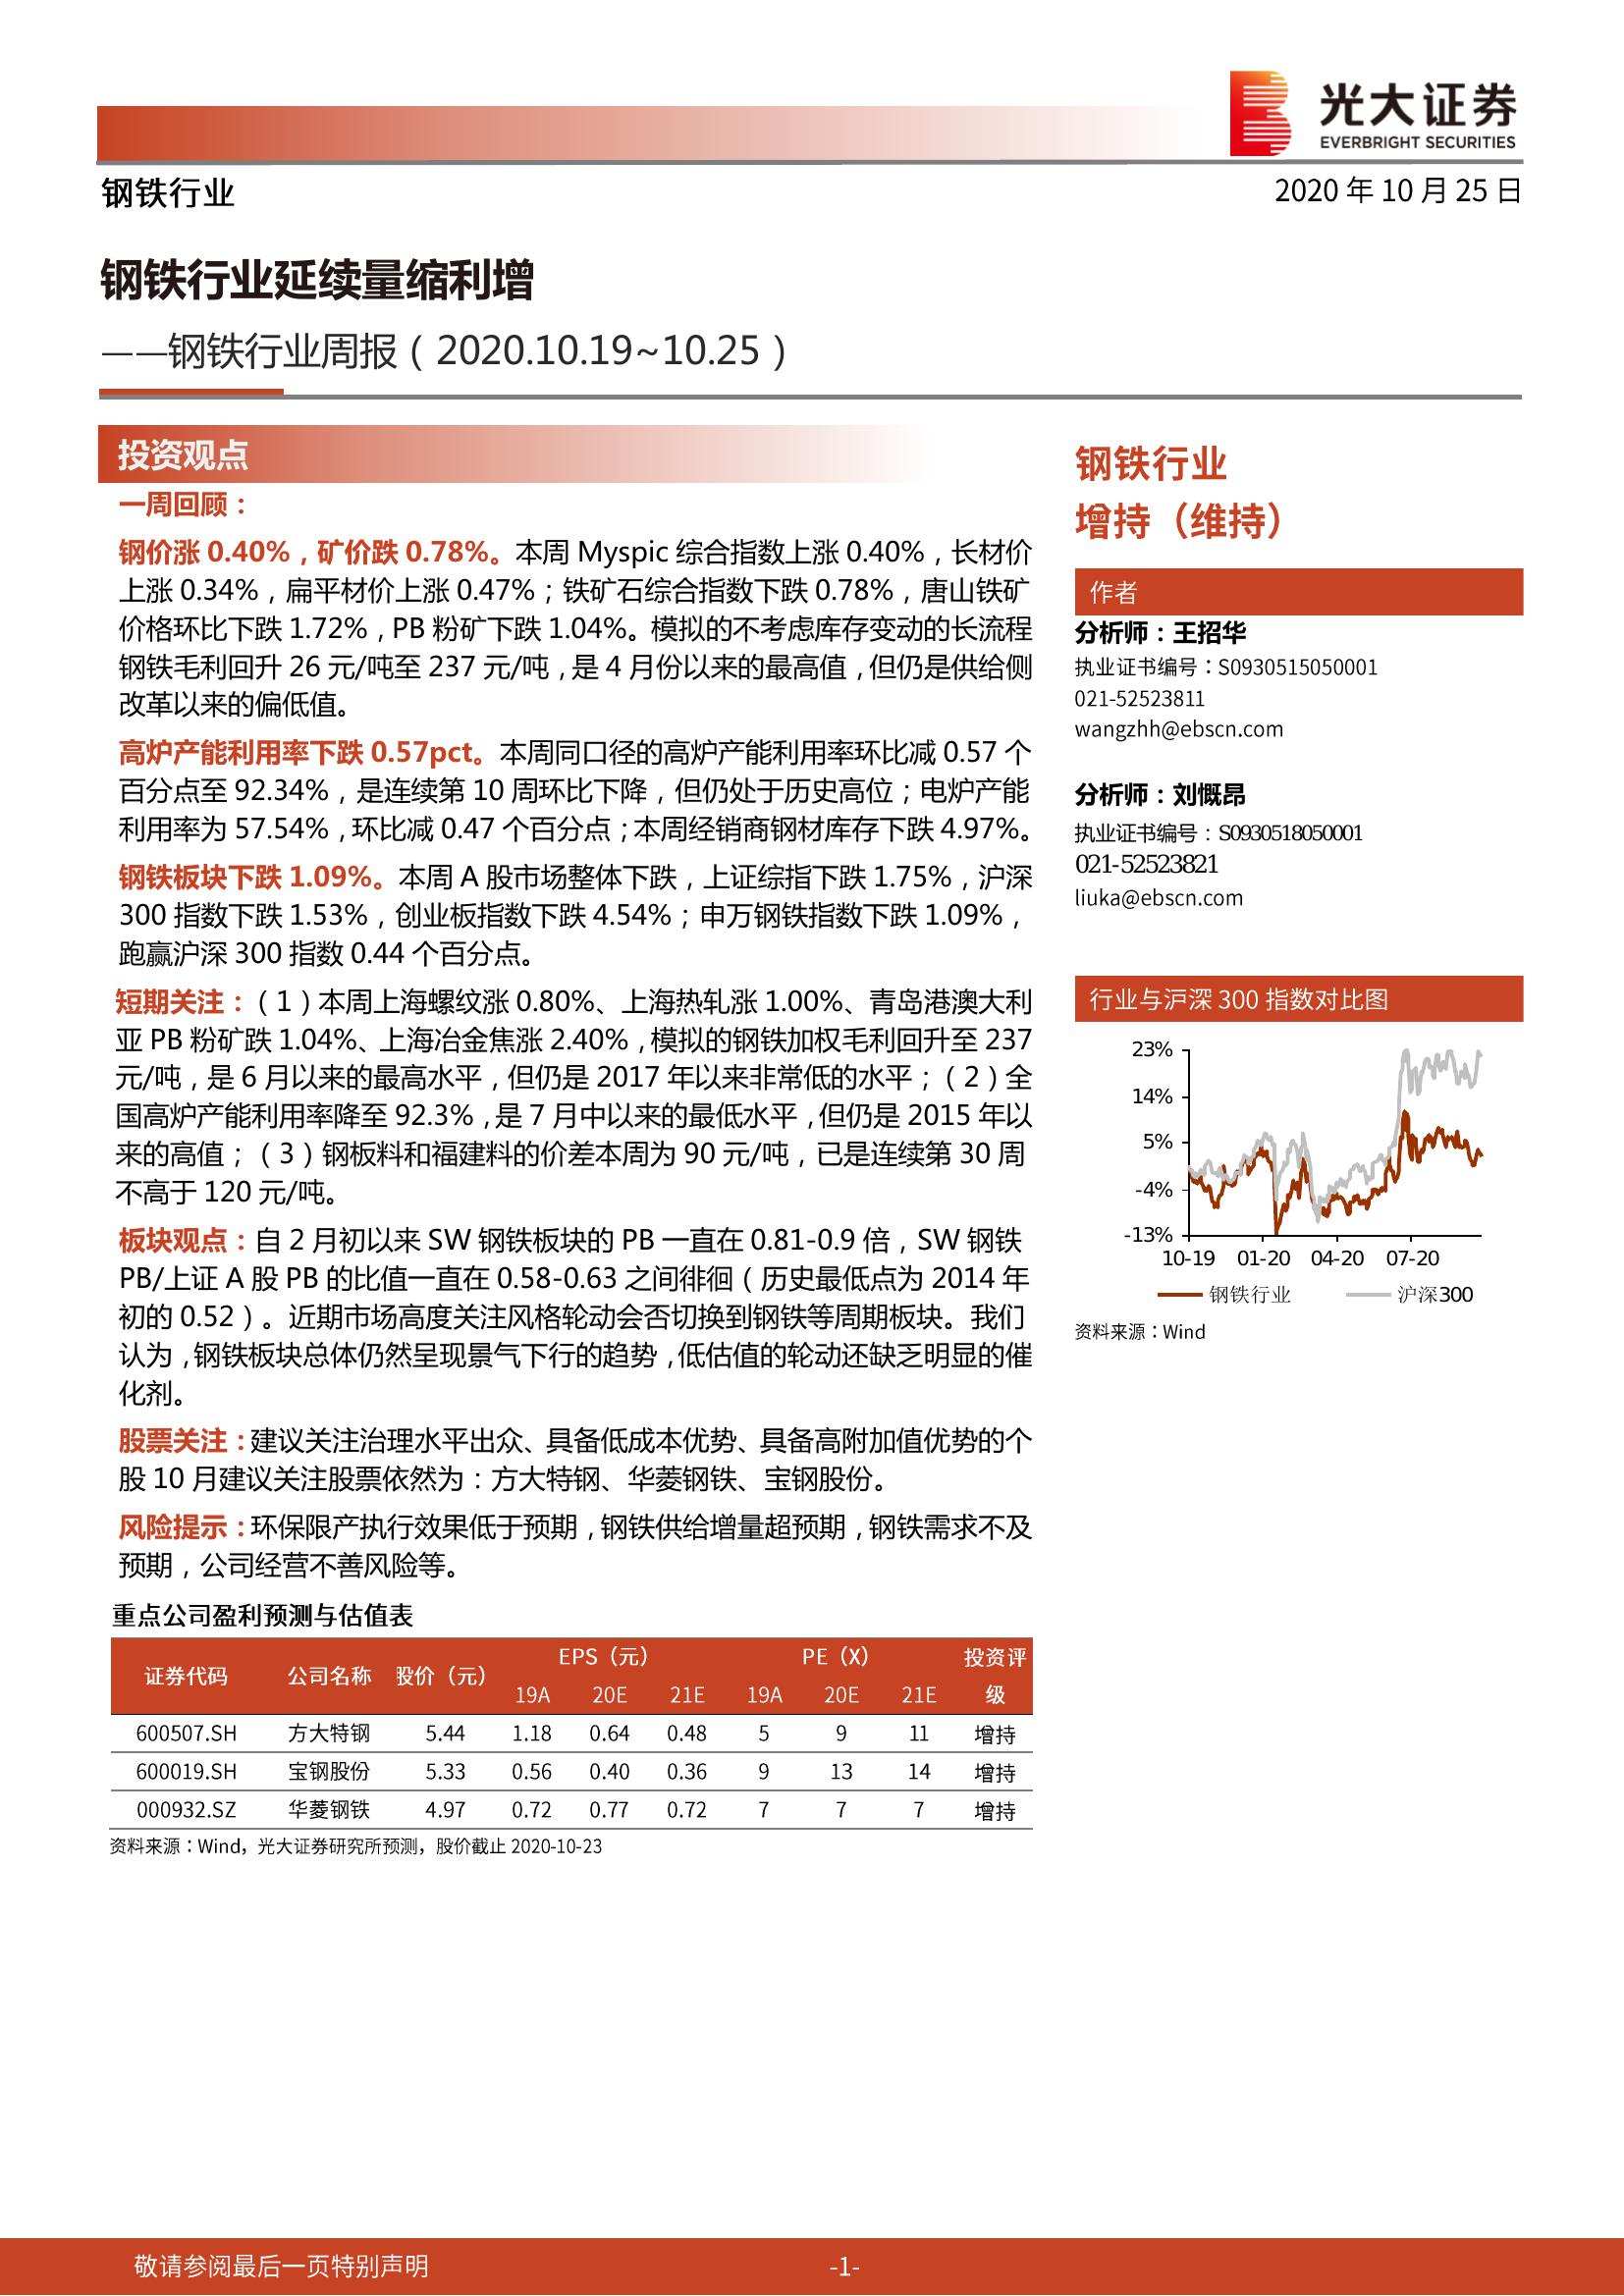 光大证券
EVERBRIGHT SECURITIES
钢铁行业
2020 年 10 月 25 日
钢铁行业延续量缩利增
——钢铁行业周报（2020.10.19~10.25）
投资观点
一周回顾：
钢价涨 0.40%，矿价跌 0.78%。本周 Myspic 综合指数上涨 0.40%，长材价
上涨 0.34%，扁平材价上涨 0.47%；铁矿石综合指数下跌 0.78%，唐山铁矿
价格环比下跌 1.72%，PB 粉矿下跌 1.04%。模拟的不考虑库存变动的长流程
钢铁毛利回升 26 元/吨至 237 元/吨，是 4 月份以来的最高值，但仍是供给侧
改革以来的偏低值。
高炉产能利用率下跌 0.57pct。本周同口径的高炉产能利用率环比减 0.57 个
百分点至 92.34%，是连续第 10 周环比下降，但仍处于历史高位；电炉产能
利用率为 57.54%，环比减 0.47 个百分点；本周经销商钢材库存下跌 4.97%。
钢铁板块下跌 1.09%。本周 A 股市场整体下跌，上证综指下跌 1.75%，沪深
300 指数下跌 1.53%，创业板指数下跌 4.54%；申万钢铁指数下跌 1.09%，
跑赢沪深 300 指数 0.44 个百分点。
短期关注：（1）本周上海螺纹涨 0.80%、上海热轧涨 1.00%、青岛港澳大利
亚 PB 粉矿跌 1.04%、上海冶金焦涨 2.40%，模拟的钢铁加权毛利回升至 237
元/吨，是 6 月以来的最高水平，但仍是 2017 年以来非常低的水平；（2）全
国高炉产能利用率降至 92.3%，是 7 月中以来的最低水平，但仍是 2015 年以
来的高值；（3）钢板料和福建料的价差本周为 90 元/吨，已是连续第 30 周
不高于 120 元/吨。
板块观点：自 2 月初以来 SW 钢铁板块的 PB 一直在 0.81-0.9 倍，SW 钢铁
PB/上证 A 股 PB 的比值一直在 0.58-0.63 之间徘徊（历史最低点为 2014 年
初的 0.52）。近期市场高度关注风格轮动会否切换到钢铁等周期板块。我们
认为，钢铁板块总体仍然呈现景气下行的趋势，低估值的轮动还缺乏明显的催
化剂。
股票关注：建议关注治理水平出众、具备低成本优势、具备高附加值优势的个
股 10 月建议关注股票依然为：方大特钢、华菱钢铁、宝钢股份。
风险提示：环保限产执行效果低于预期，钢铁供给增量超预期，钢铁需求不及
预期，公司经营不善风险等。
重点公司盈利预测与估值表
证券代码 公司名称 股价（元） EPS（元） PE（X） 投资评级
19A 20E 21E 19A 20E 21E
600507.SH 方大特钢 5.44 1.18 0.64 0.48 5 9 11 增持
600019.SH 宝钢股份 5.33 0.56 0.40 0.36 9 13 14 增持
000932.SZ 华菱钢铁 4.97 0.72 0.77 0.72 7 7 7 增持
资料来源：Wind，光大证券研究所预测，股价截止 2020-10-23
钢铁行业
增持（维持）
作者
分析师：王招华
执业证书编号：S0930515050001
021-52523811
wangzhh@ebscn.com
分析师：刘慨昂
执业证书编号：S0930518050001
021-52523821
liuka@ebscn.com
行业与沪深 300 指数对比图
23%
14%
5%
-4%
-13%
10-19 01-20 04-20 07-20
钢铁行业 沪深300
资料来源：Wind
敬请参阅最后一页特别声明
-1-